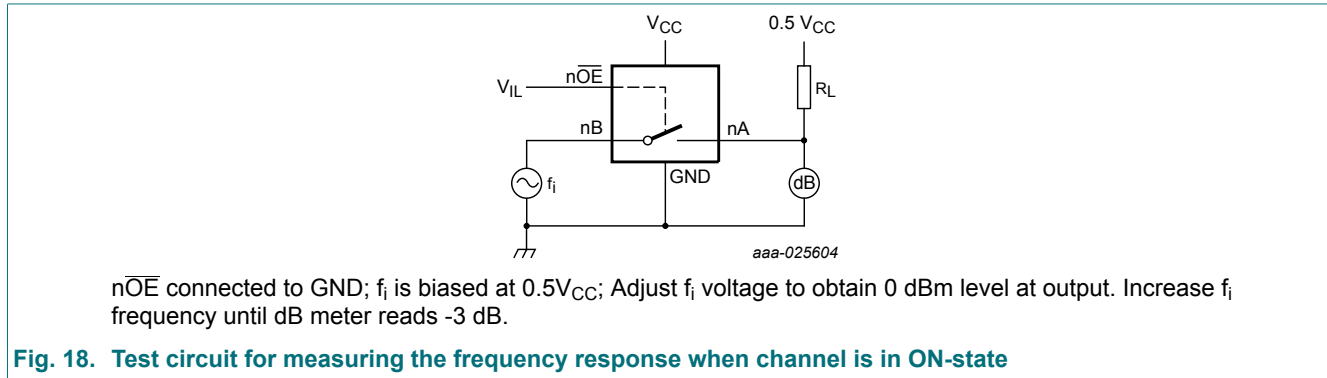 V_CC
0.5 V_CC
V_IL
nO̅E̅
R_L
nB
nA
GND
f_i
dB
aaa-025604
nO̅E̅ connected to GND; f_i is biased at 0.5V_CC; Adjust f_i voltage to obtain 0 dBm level at output. Increase f_i
frequency until dB meter reads -3 dB.
Fig. 18. Test circuit for measuring the frequency response when channel is in ON-state